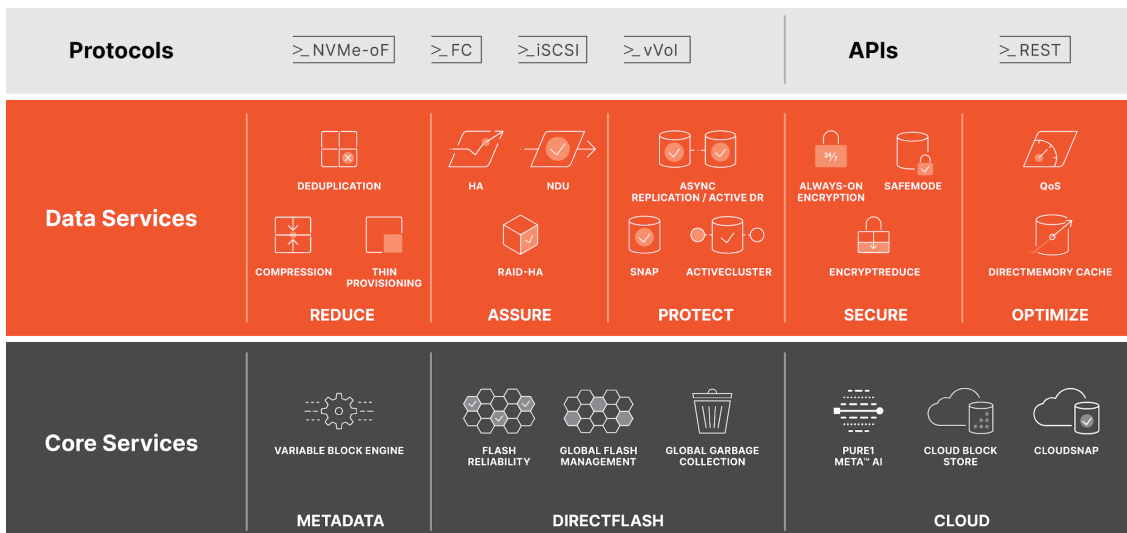 Protocols
>_NVMe-oF
>_FC
>_iSCSI
>_vVol
APIs
>_REST
Data Services
DEDUPLICATION
COMPRESSION
THIN
PROVISIONING
REDUCE
HA
NDU
RAID-HA
ASSURE
ASYNC
REPLICATION / ACTIVE DR
SNAP
ACTIVECLUSTER
PROTECT
24/7
ALWAYS-ON
ENCRYPTION
SAFEMODE
ENCRYPTREDUCE
SECURE
QoS
DIRECTMEMORY CACHE
OPTIMIZE
Core Services
VARIABLE BLOCK ENGINE
METADATA
FLASH
RELIABILITY
GLOBAL FLASH
MANAGEMENT
GLOBAL GARBAGE
COLLECTION
DIRECTFLASH
PURE1
META™ AI
CLOUD BLOCK
STORE
CLOUDSNAP
CLOUD